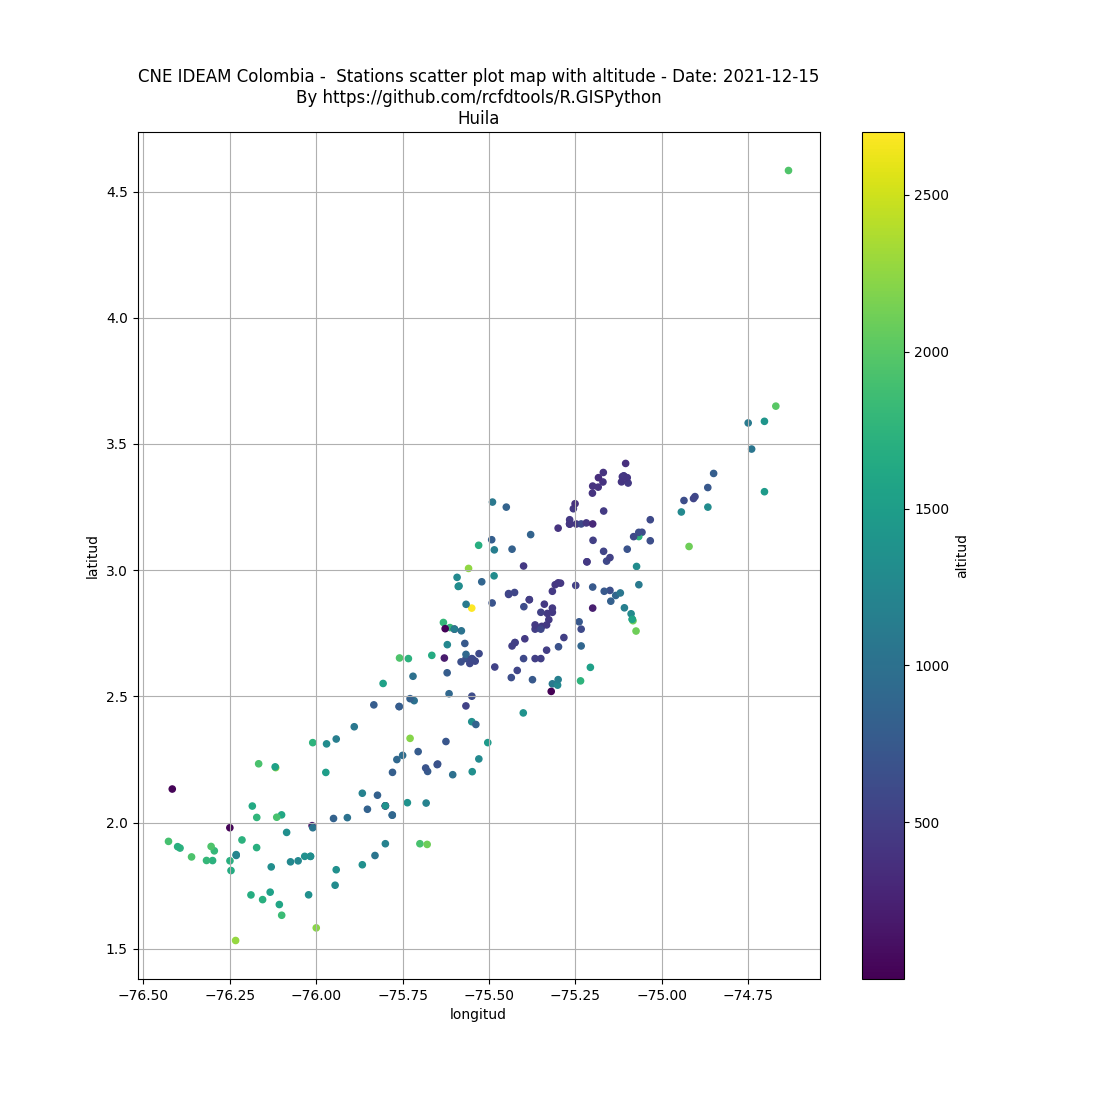 CNE IDEAM Colombia -  Stations scatter plot map with altitude - Date: 2021-12-15
By https://github.com/rcfdtools/R.GISPython
Huila
4.5
4.0
3.5
3.0
2.5
2.0
1.5
latitud
−76.50 −76.25 −76.00 −75.75 −75.50 −75.25 −75.00 −74.75
longitud
2500
2000
1500
1000
500
altitud